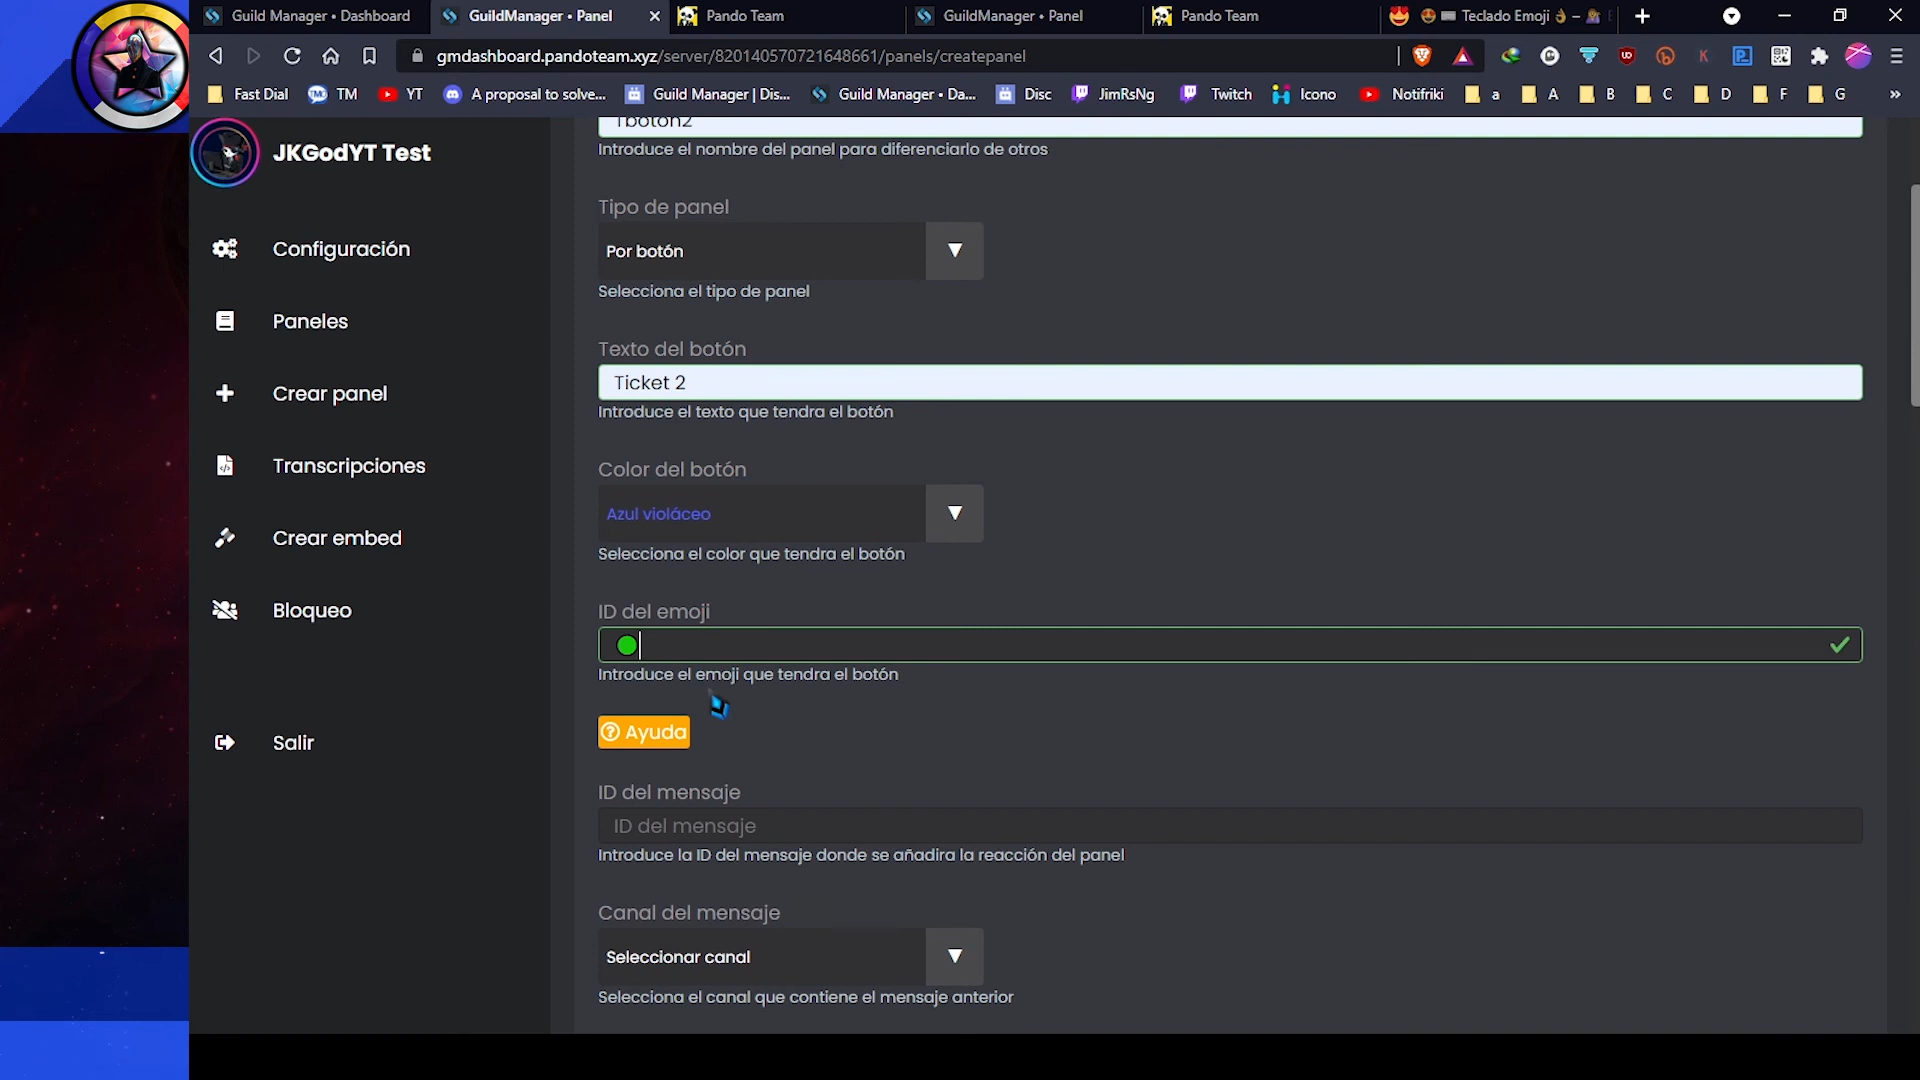 Guild Manager • Dashboard
GuildManager • Panel
Pando Team
GuildManager • Panel
Pando Team
Teclado Emoji
gmdashboard.pandoteam.xyz/server/820140570721648661/panels/createpanel
Fast Dial
TM
YT
A proposal to solve...
Guild Manager | Dis...
Guild Manager • Da...
Disc
JimRsNg
Twitch
Icono
Notifriki
a
A
B
C
D
F
G
»
JKGodYT Test
Configuración
Paneles
Crear panel
Transcripciones
Crear embed
Bloqueo
Salir
Tboton2
Introduce el nombre del panel para diferenciarlo de otros
Tipo de panel
Por botón
Selecciona el tipo de panel
Texto del botón
Ticket 2
Introduce el texto que tendra el botón
Color del botón
Azul violáceo
Selecciona el color que tendra el botón
ID del emoji
Introduce el emoji que tendra el botón
Ayuda
ID del mensaje
ID del mensaje
Introduce la ID del mensaje donde se añadira la reacción del panel
Canal del mensaje
Seleccionar canal
Selecciona el canal que contiene el mensaje anterior